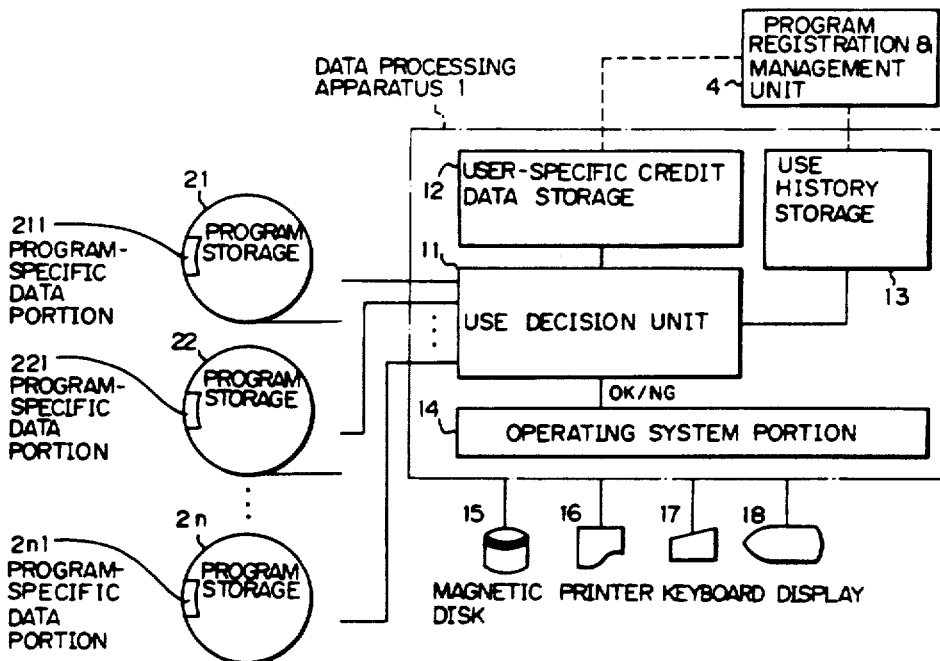 PROGRAM
REGISTRATION &
MANAGEMENT
UNIT
4
DATA PROCESSING
APPARATUS 1
12
USER-SPECIFIC CREDIT
DATA STORAGE
USE
HISTORY
STORAGE
13
21
PROGRAM
STORAGE
211
PROGRAM-
SPECIFIC
DATA
PORTION
11
USE DECISION UNIT
22
PROGRAM
STORAGE
221
PROGRAM-
SPECIFIC
DATA
PORTION
OK/NG
14
OPERATING SYSTEM PORTION
2n
PROGRAM
STORAGE
2n1
PROGRAM-
SPECIFIC
DATA
PORTION
15
16
17
18
MAGNETIC
DISK
PRINTER
KEYBOARD
DISPLAY